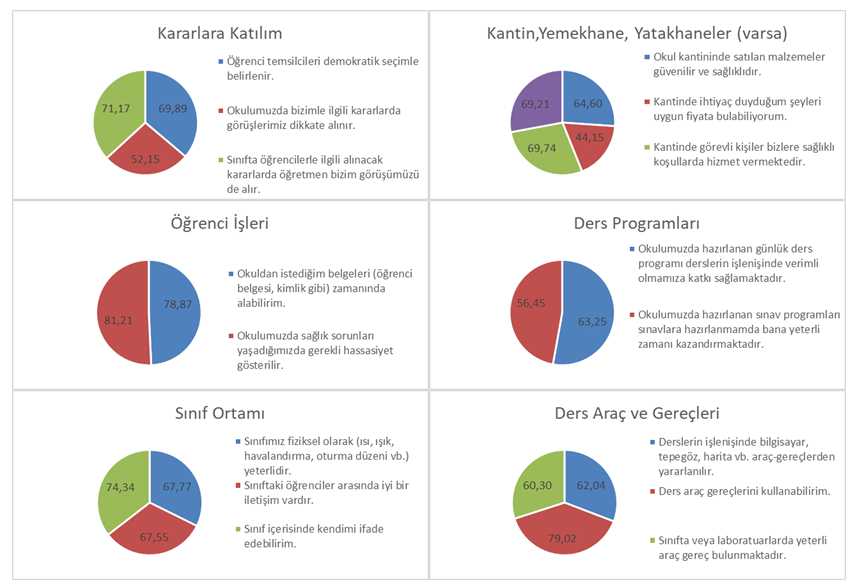 Kararlara Katılım
69,89
52,15
71,17
Öğrenci temsilcileri demokratik seçimle
belirlenir.
Okulumuzda bizimle ilgili kararlarda
görüşlerimiz dikkate alınır.
Sınıfta öğrencilerle ilgili alınacak
kararlarda öğretmen bizim görüşümüzü
de alır.
Kantin,Yemekhane, Yatakhaneler (varsa)
64,60
44,15
69,74
69,21
Okul kantininde satılan malzemeler
güvenilir ve sağlıklıdır.
Kantinde ihtiyaç duyduğum şeyleri
uygun fiyata bulabiliyorum.
Kantinde görevli kişiler bizlere sağlıklı
koşullarda hizmet vermektedir.
Öğrenci İşleri
78,87
81,21
Okuldan istediğim belgeleri (öğrenci
belgesi, kimlik gibi) zamanında
alabilirim.
Okulumuzda sağlık sorunları
yaşadığımızda gerekli hassasiyet
gösterilir.
Ders Programları
56,45
63,25
Okulumuzda hazırlanan günlük ders
programı derslerin işlenişinde verimli
olmamıza katkı sağlamaktadır.
Okulumuzda hazırlanan sınav programları
sınavlara hazırlanmamda bana yeterli
zamanı kazandırmaktadır.
Sınıf Ortamı
67,77
67,55
74,34
Sınıfımız fiziksel olarak (ısı, ışık,
havalandırma, oturma düzeni vb.)
yeterlidir.
Sınıftaki öğrenciler arasında iyi bir
iletişim vardır.
Sınıf içerisinde kendimi ifade
edebilirim.
Ders Araç ve Gereçleri
62,04
79,02
60,30
Derslerin işlenişinde bilgisayar,
tepegöz, harita vb. araç-gereçlerden
yararlanılır.
Ders araç gereçlerini kullanabilirim.
Sınıfta veya laboratuarlarda yeterli
araç gereç bulunmaktadır.